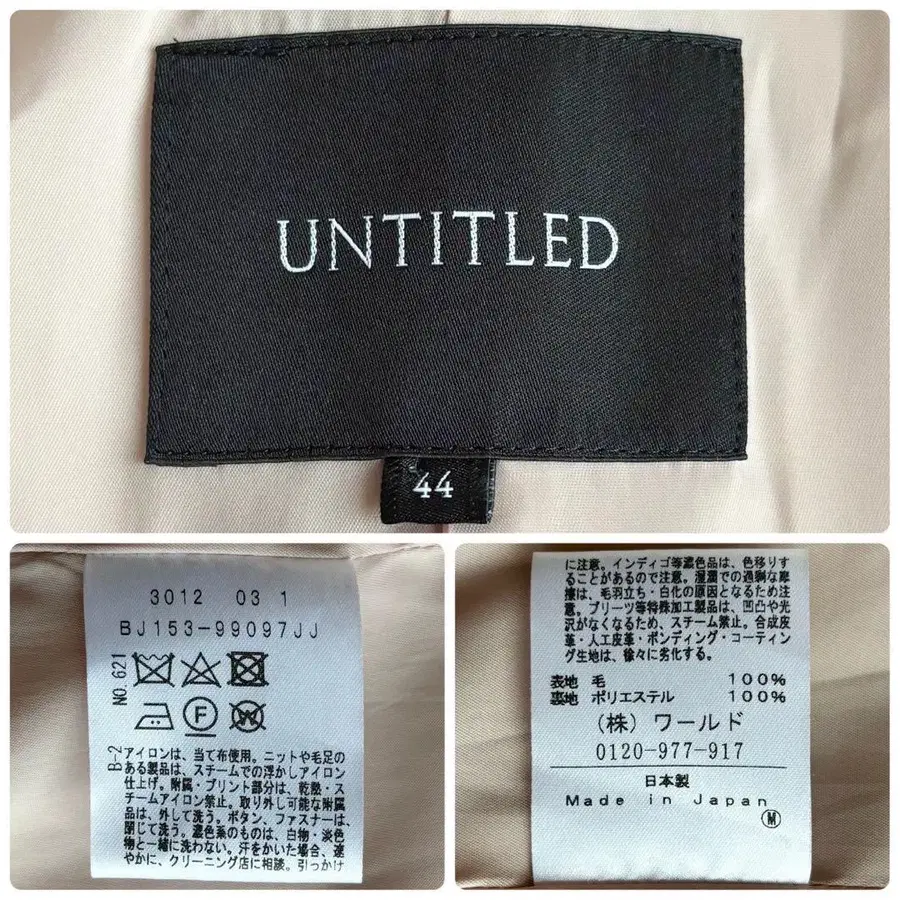 UNTITLED
44
3012 03 1
BJ153-99097JJ
NO.621
F
W
B-2
アイロンは、当て布使用。ニットや毛足の
ある製品は、スチームでの浮かしアイロン
仕上げ。附属・プリント部分は、乾熱・ス
チームアイロン禁止。取り外し可能な附属
品は、外して洗う。ボタン、ファスナーは
閉じて洗う。濃色系のものは、白物・淡色
物と一緒に洗わない。汗をかいた場合、速
やかに、クリーニング店に相談。引っかけ
に注意。インディゴ等濃色品は、色移りす
ることがあるので注意。湿潤での過剰な摩
擦は、毛羽立ち・白化の原因となるため注
意。プリーツ等特殊加工製品は、凹凸や光
沢がなくなるため、スチーム禁止。合成皮
革・人工皮革・ボンディング・コーティン
グ生地は、徐々に劣化する。
表地 毛 100%
裏地 ポリエステル 100%
(株)ワールド
0120-977-917
日本製
Made in Japan
M